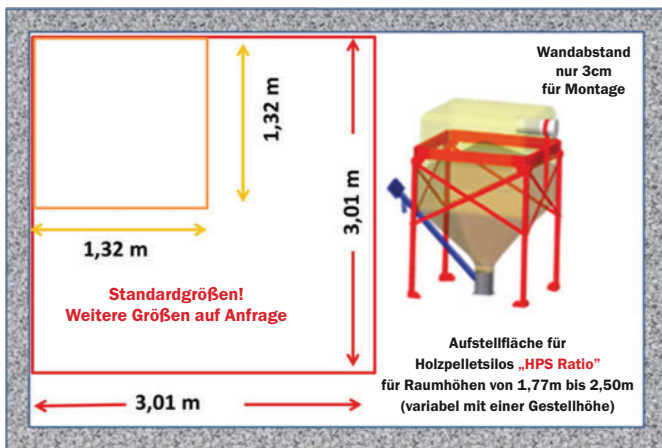 Wandabstand
nur 3cm
für Montage
1,32 m
1,32 m
3,01 m
Standardgrößen!
Weitere Größen auf Anfrage
3,01 m
Aufstellfläche für
Holzpelletsilos „HPS Ratio”
für Raumhöhen von 1,77m bis 2,50m
(variabel mit einer Gestellhöhe)